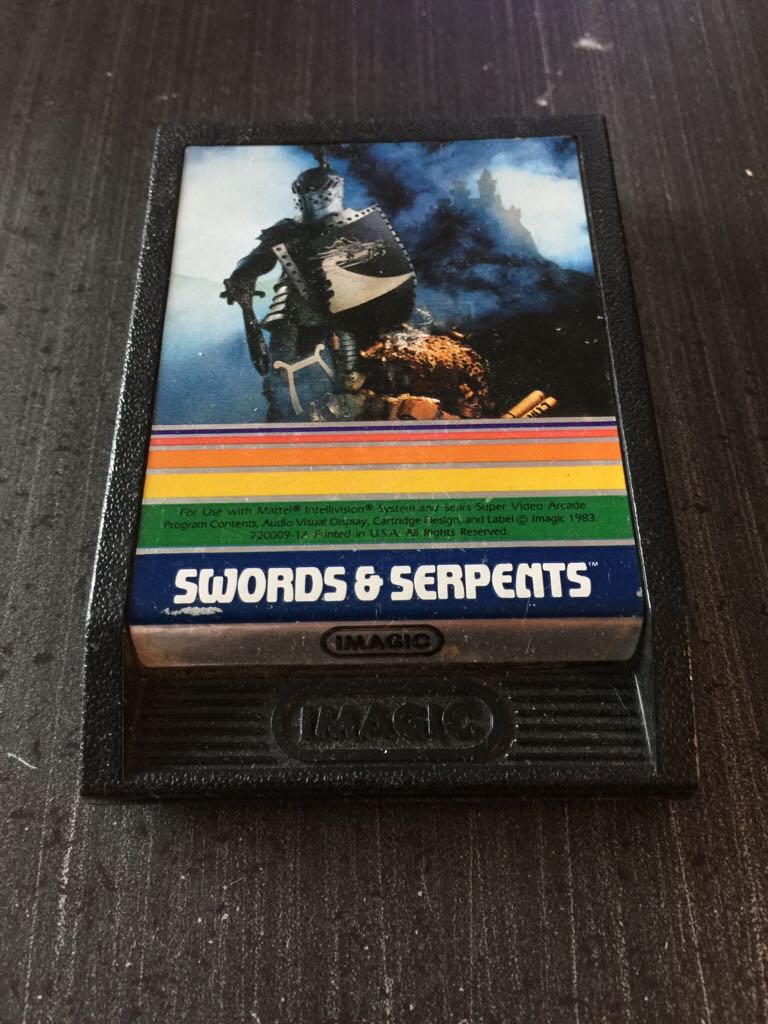 For Use with Mattel® Intellivision® System and Sears Super Video Arcade
Program Contents, Audio Visual Display, Cartridge Design, and Label © Imagic 1983.
720009-1A Printed in U.S.A. All Rights Reserved.
SWORDS & SERPENTS™
IMAGIC
IMAGIC